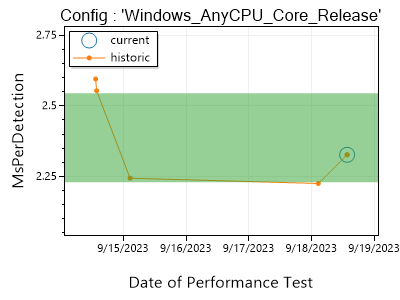 Config : 'Windows_AnyCPU_Core_Release'
current
historic
2.75
2.5
2.25
MsPerDetection
9/15/2023 9/16/2023 9/17/2023 9/18/2023 9/19/2023
Date of Performance Test